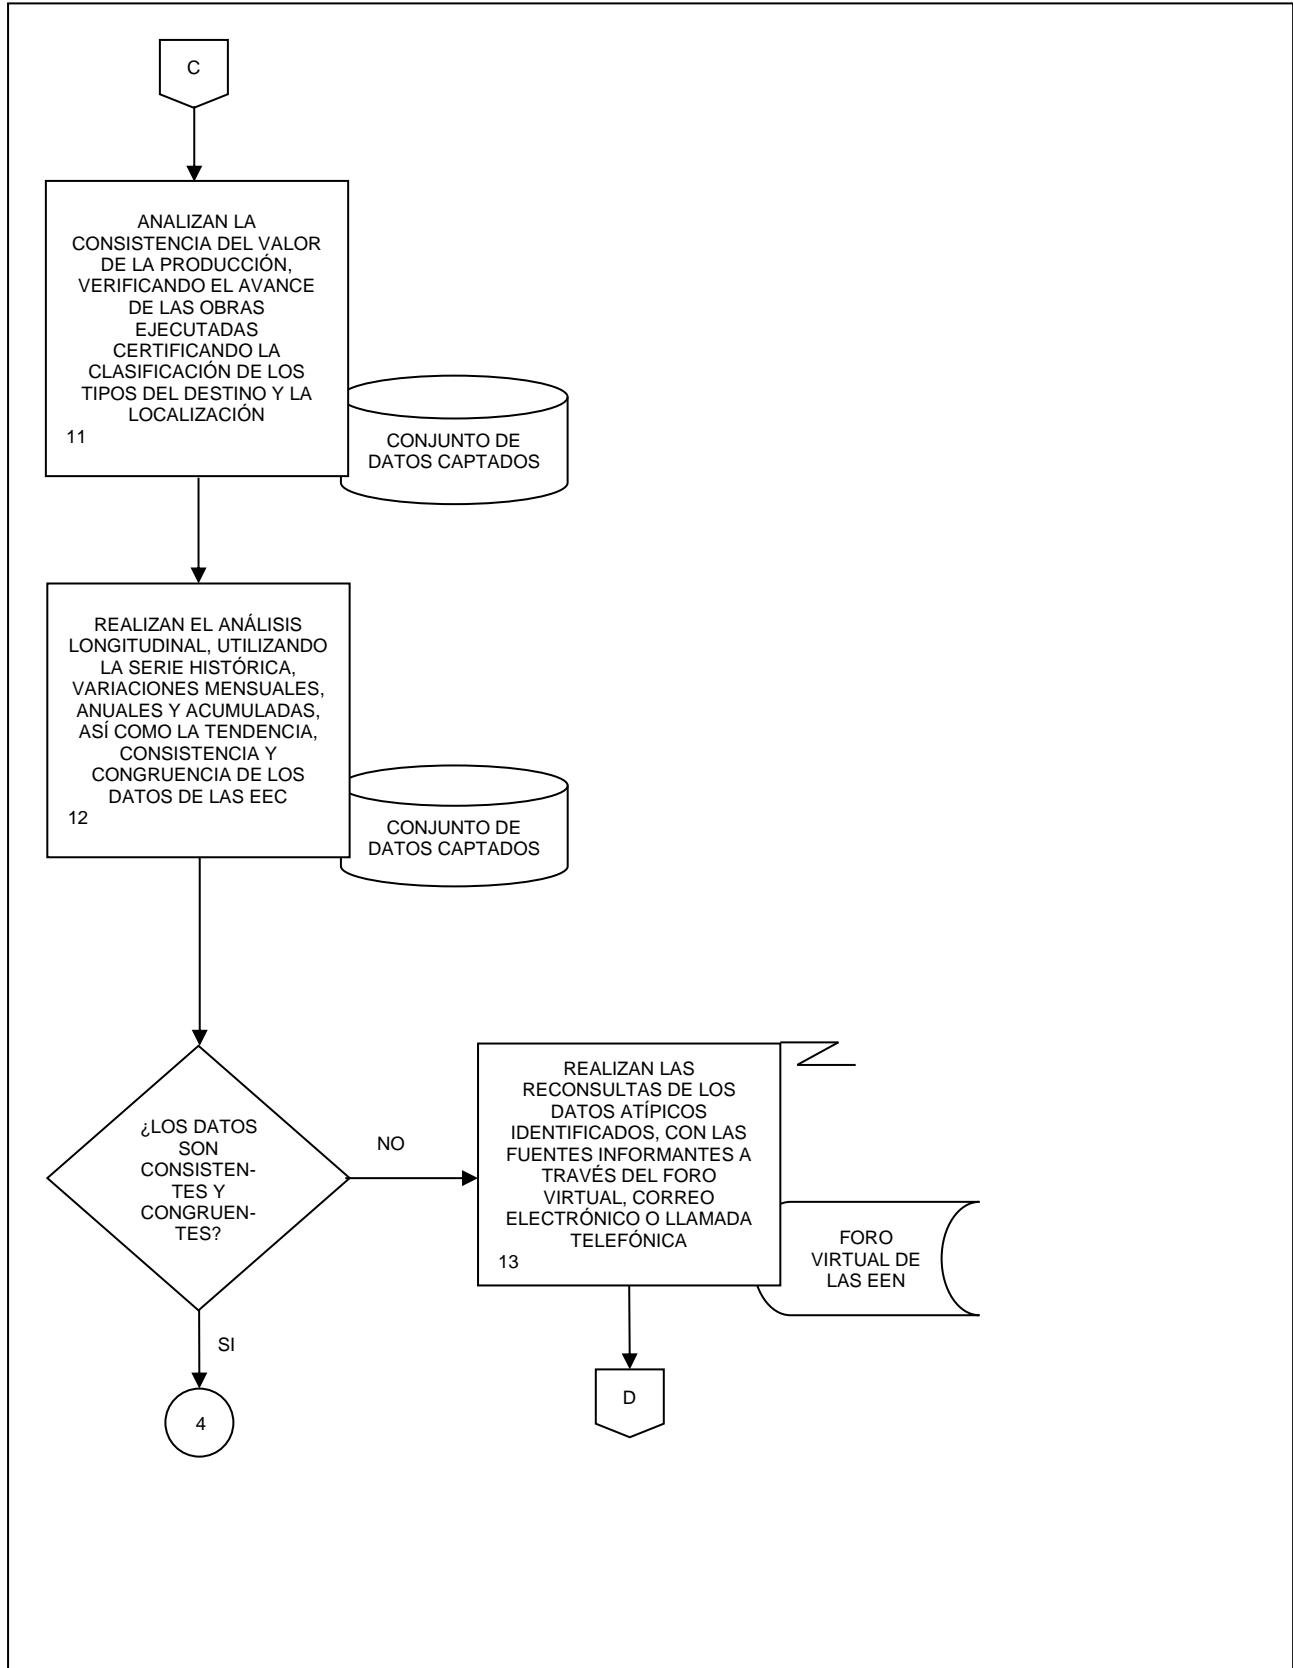 C
ANALIZAN LA
CONSISTENCIA DEL VALOR
DE LA PRODUCCIÓN,
VERIFICANDO EL AVANCE
DE LAS OBRAS
EJECUTADAS
CERTIFICANDO LA
CLASIFICACIÓN DE LOS
TIPOS DEL DESTINO Y LA
LOCALIZACIÓN
11
CONJUNTO DE
DATOS CAPTADOS
REALIZAN EL ANÁLISIS
LONGITUDINAL, UTILIZANDO
LA SERIE HISTÓRICA,
VARIACIONES MENSUALES,
ANUALES Y ACUMULADAS,
ASÍ COMO LA TENDENCIA,
CONSISTENCIA Y
CONGRUENCIA DE LOS
DATOS DE LAS EEC
12
CONJUNTO DE
DATOS CAPTADOS
¿LOS DATOS
SON
CONSISTEN-
TES Y
CONGRUEN-
TES?
NO
REALIZAN LAS
RECONSULTAS DE LOS
DATOS ATÍPICOS
IDENTIFICADOS, CON LAS
FUENTES INFORMANTES A
TRAVÉS DEL FORO
VIRTUAL, CORREO
ELECTRÓNICO O LLAMADA
TELEFÓNICA
13
FORO
VIRTUAL DE
LAS EEN
SI
D
4